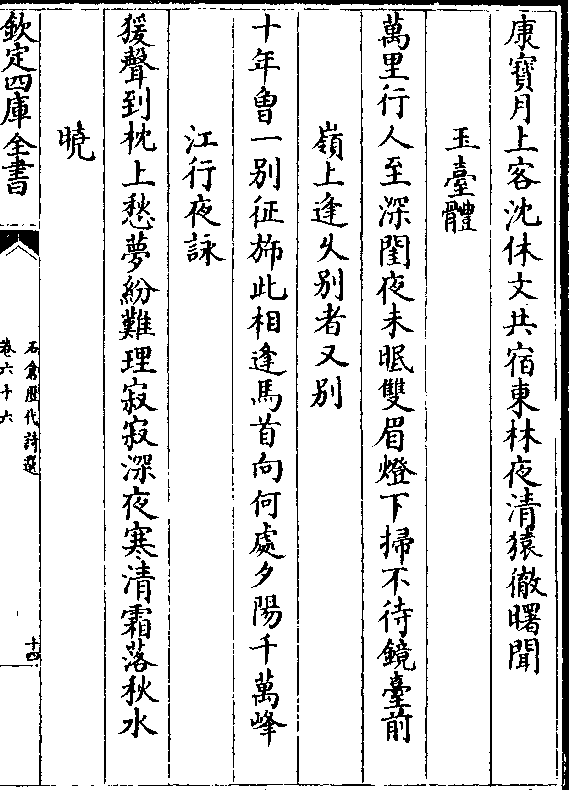 康寳月上客沈休文共宿東林夜清猿徹曙聞
玉臺體
萬里行人至深閨夜未眠雙眉燈下掃不待鏡臺前
嶺上逢久别者又别
十年㑹一别征旆此相逢馬首向何處夕陽千萬峰
江行夜詠
猨聲到枕上愁夢紛難理寂寂深夜寒清霜落秋水
曉
欽定四庫全書
石倉歴代詩選
卷六十六
十四